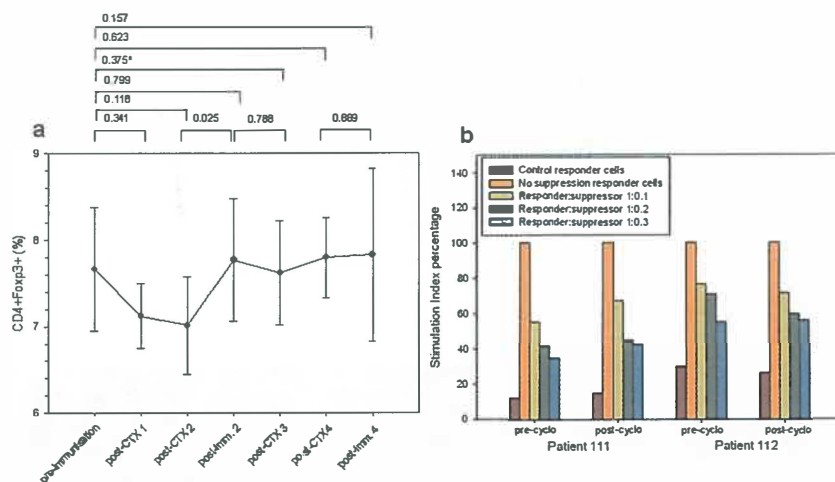 0.157
0.623
0.375*
0.799
0.118
0.341
0.025
0.788
0.889
a
CD4+Foxp3+ (%)
9
8
7
6
pre-immunisation
post-CTX 1
post-CTX 2
post-Imm. 2
post-CTX 3
post-CTX4
post-Imm. 4
b
Control responder cells
No suppression responder cells
Responder:suppressor 1:0.1
Responder:suppressor 1:0.2
Responder:suppressor 1:0.3
Stimulation Index percentage
140
120
100
80
60
40
20
0
pre-cyclo
post-cyclo
pre-cyclo
post-cyclo
Patient 111
Patient 112